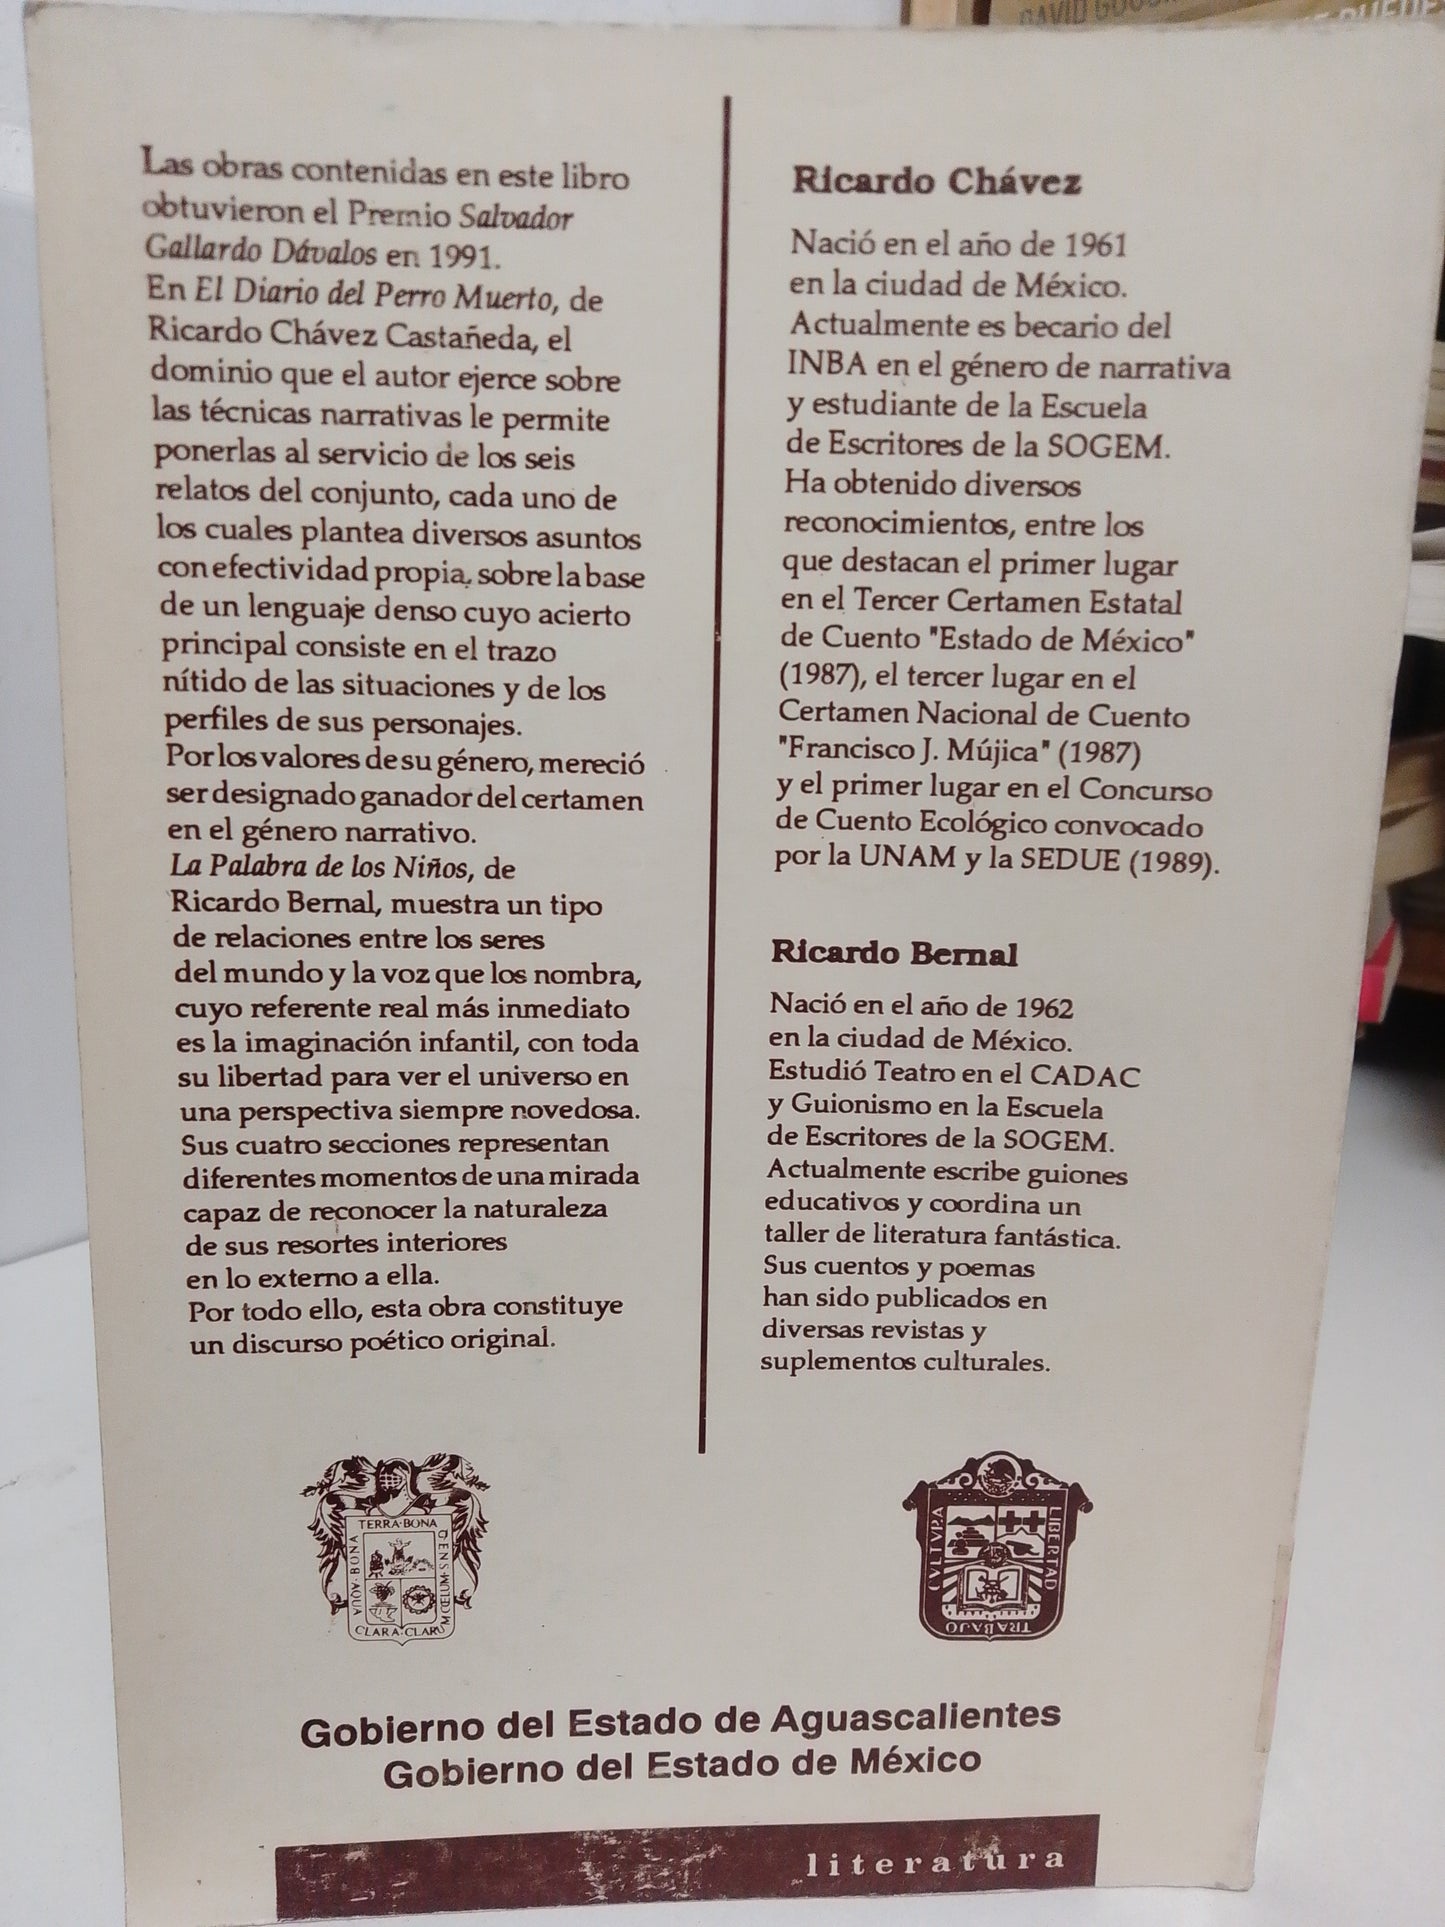 DAVID
PUEDE
Las obras contenidas en este libro
obtuvieron el Premio Salvador
Gallardo Dávalos en 1991.
En El Diario del Perro Muerto, de
Ricardo Chávez Castañeda, el
dominio que el autor ejerce sobre
las técnicas narrativas le permite
ponerlas al servicio de los seis
relatos del conjunto, cada uno de
los cuales plantea diversos asuntos
con efectividad propia, sobre la base
de un lenguaje denso cuyo acierto
principal consiste en el trazo
nítido de las situaciones y de los
perfiles de sus personajes.
Por los valores de su género, mereció
ser designado ganador del certamen
en el género narrativo.
La Palabra de los Niños, de
Ricardo Bernal, muestra un tipo
de relaciones entre los seres
del mundo y la voz que los nombra,
cuyo referente real más inmediato
es la imaginación infantil, con toda
su libertad para ver el universo en
una perspectiva siempre novedosa.
Sus cuatro secciones representan
diferentes momentos de una mirada
capaz de reconocer la naturaleza
de sus resortes interiores
en lo externo a ella.
Por todo ello, esta obra constituye
un discurso poético original.
Ricardo Chávez
Nació en el año de 1961
en la ciudad de México.
Actualmente es becario del
INBA en el género de narrativa
y estudiante de la Escuela
de Escritores de la SOGEM.
Ha obtenido diversos
reconocimientos, entre los
que destacan el primer lugar
en el Tercer Certamen Estatal
de Cuento "Estado de México"
(1987), el tercer lugar en el
Certamen Nacional de Cuento
"Francisco J. Mújica" (1987)
y el primer lugar en el Concurso
de Cuento Ecológico convocado
por la UNAM y la SEDUE (1989).
Ricardo Bernal
Nació en el año de 1962
en la ciudad de México.
Estudió Teatro en el CADAC
y Guionismo en la Escuela
de Escritores de la SOGEM.
Actualmente escribe guiones
educativos y coordina un
taller de literatura fantástica.
Sus cuentos y poemas
han sido publicados en
diversas revistas y
suplementos culturales.
TERRA·BONA
GENS·
BONA·AQUA
CLARUM CŒLUM·
CLARA·
CVLTVRA
LIBERTAD
TRABAJO
Gobierno del Estado de Aguascalientes
Gobierno del Estado de México
literatura